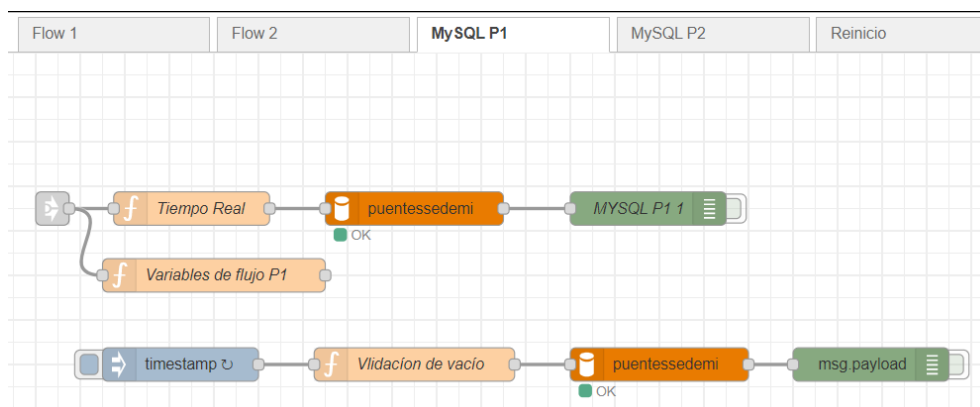 Flow 1
Flow 2
MySQL P1
MySQL P2
Reinicio
Tiempo Real
puentessedemi
MYSQL P1 1
OK
Variables de flujo P1
timestamp ↻
Vlidacíon de vacío
puentessedemi
msg.payload
OK